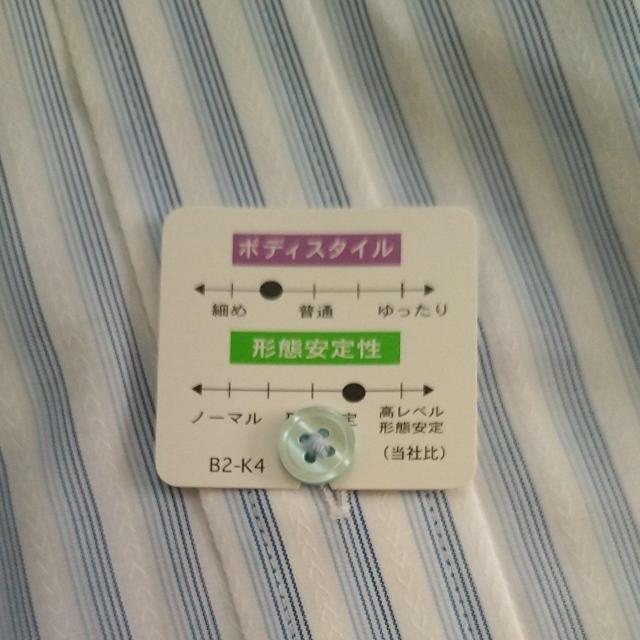 ボディスタイル
細め 普通 ゆったり
形態安定性
ノーマル 定 高レベル
形態安定
(当社比)
B2-K4